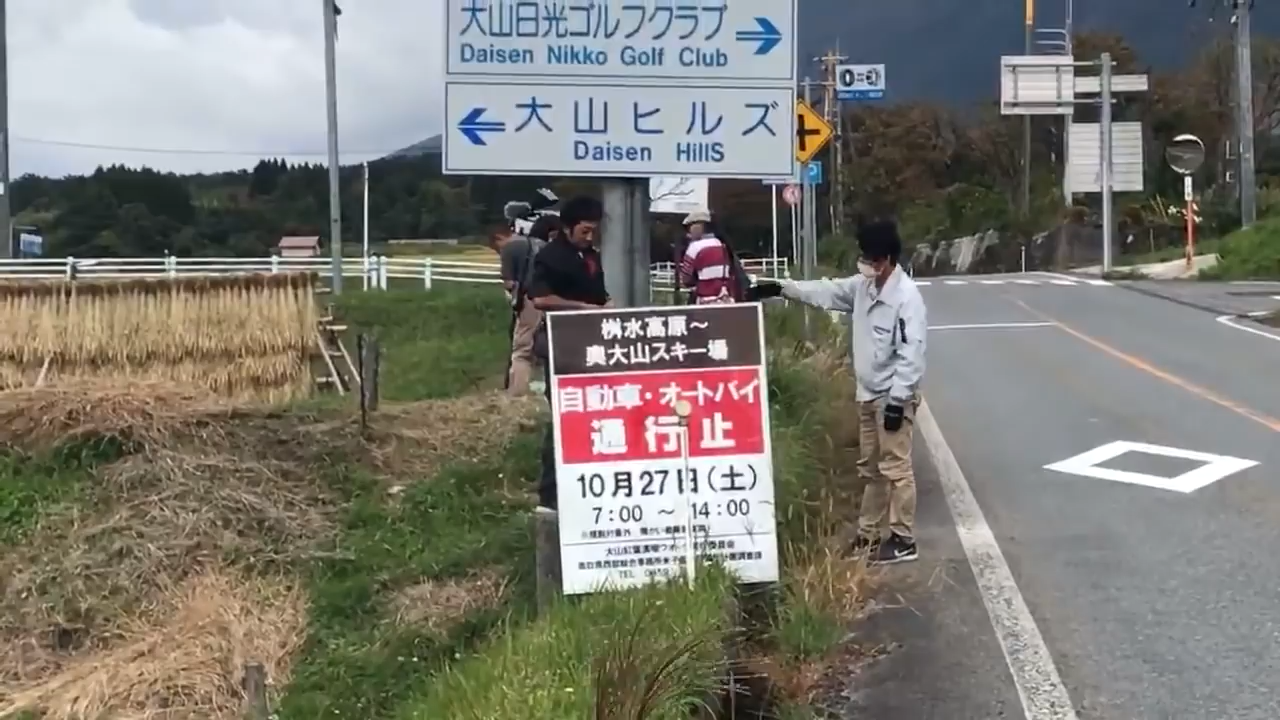 大山日光ゴルフクラブ
Daisen Nikko Golf Club
大山ヒルズ
Daisen HillS
桝水高原～
奥大山スキー場
自動車・オートバイ
通行止
10月27日(土)
7:00 ～ 14:00
P